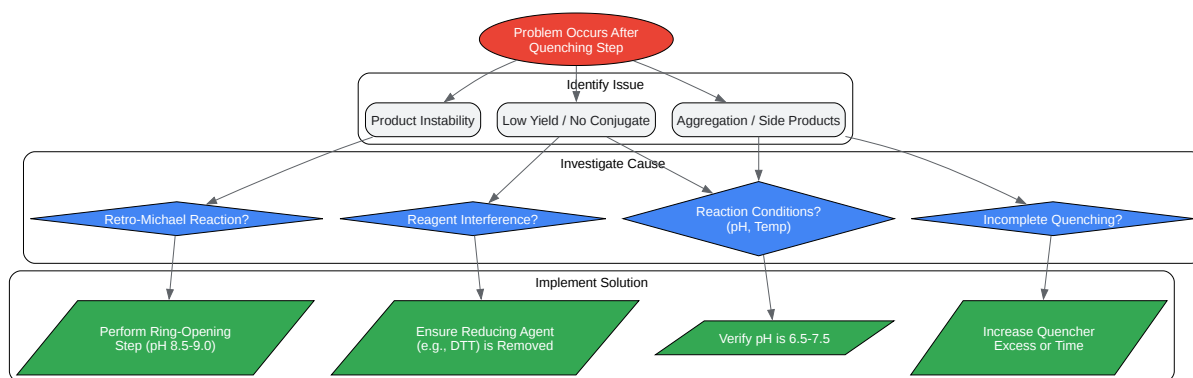 Problem Occurs After
Quenching Step
Identify Issue
Product Instability
Low Yield / No Conjugate
Aggregation / Side Products
Investigate Cause
Retro-Michael Reaction?
Reagent Interference?
Reaction Conditions?
(pH, Temp)
Incomplete Quenching?
Implement Solution
Perform Ring-Opening
Step (pH 8.5-9.0)
Ensure Reducing Agent
(e.g., DTT) is Removed
Verify pH is 6.5-7.5
Increase Quencher
Excess or Time